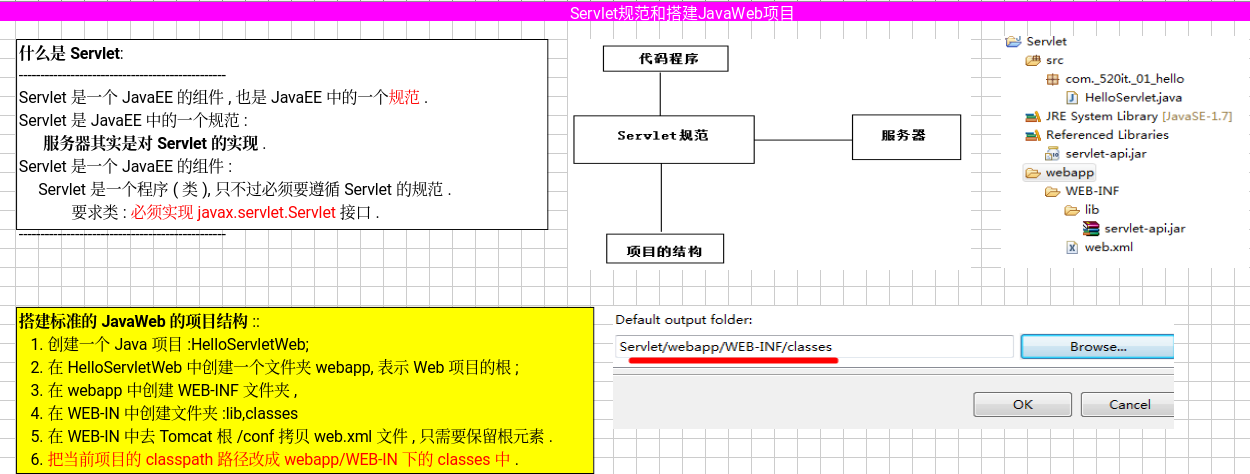 Servlet规范和搭建JavaWeb项目
什么是 Servlet:
------------------------------------------------
Servlet 是一个 JavaEE 的组件 , 也是 JavaEE 中的一个规范 .
Servlet 是 JavaEE 中的一个规范 :
服务器其实是对 Servlet 的实现 .
Servlet 是一个 JavaEE 的组件 :
Servlet 是一个程序 ( 类 ), 只不过必须要遵循 Servlet 的规范 .
要求类 : 必须实现 javax.servlet.Servlet 接口 .
------------------------------------------------
代码程序
Servlet规范
服务器
项目的结构
Servlet
src
com._520it._01_hello
HelloServlet.java
JRE System Library [JavaSE-1.7]
Referenced Libraries
servlet-api.jar
webapp
WEB-INF
lib
servlet-api.jar
web.xml
搭建标准的 JavaWeb 的项目结构 ::
1. 创建一个 Java 项目 :HelloServletWeb;
2. 在 HelloServletWeb 中创建一个文件夹 webapp, 表示 Web 项目的根 ;
3. 在 webapp 中创建 WEB-INF 文件夹 ,
4. 在 WEB-IN 中创建文件夹 :lib,classes
5. 在 WEB-IN 中去 Tomcat 根 /conf 拷贝 web.xml 文件 , 只需要保留根元素 .
6. 把当前项目的 classpath 路径改成 webapp/WEB-IN 下的 classes 中 .
Default output folder:
Servlet/webapp/WEB-INF/classes
Browse...
OK
Cancel